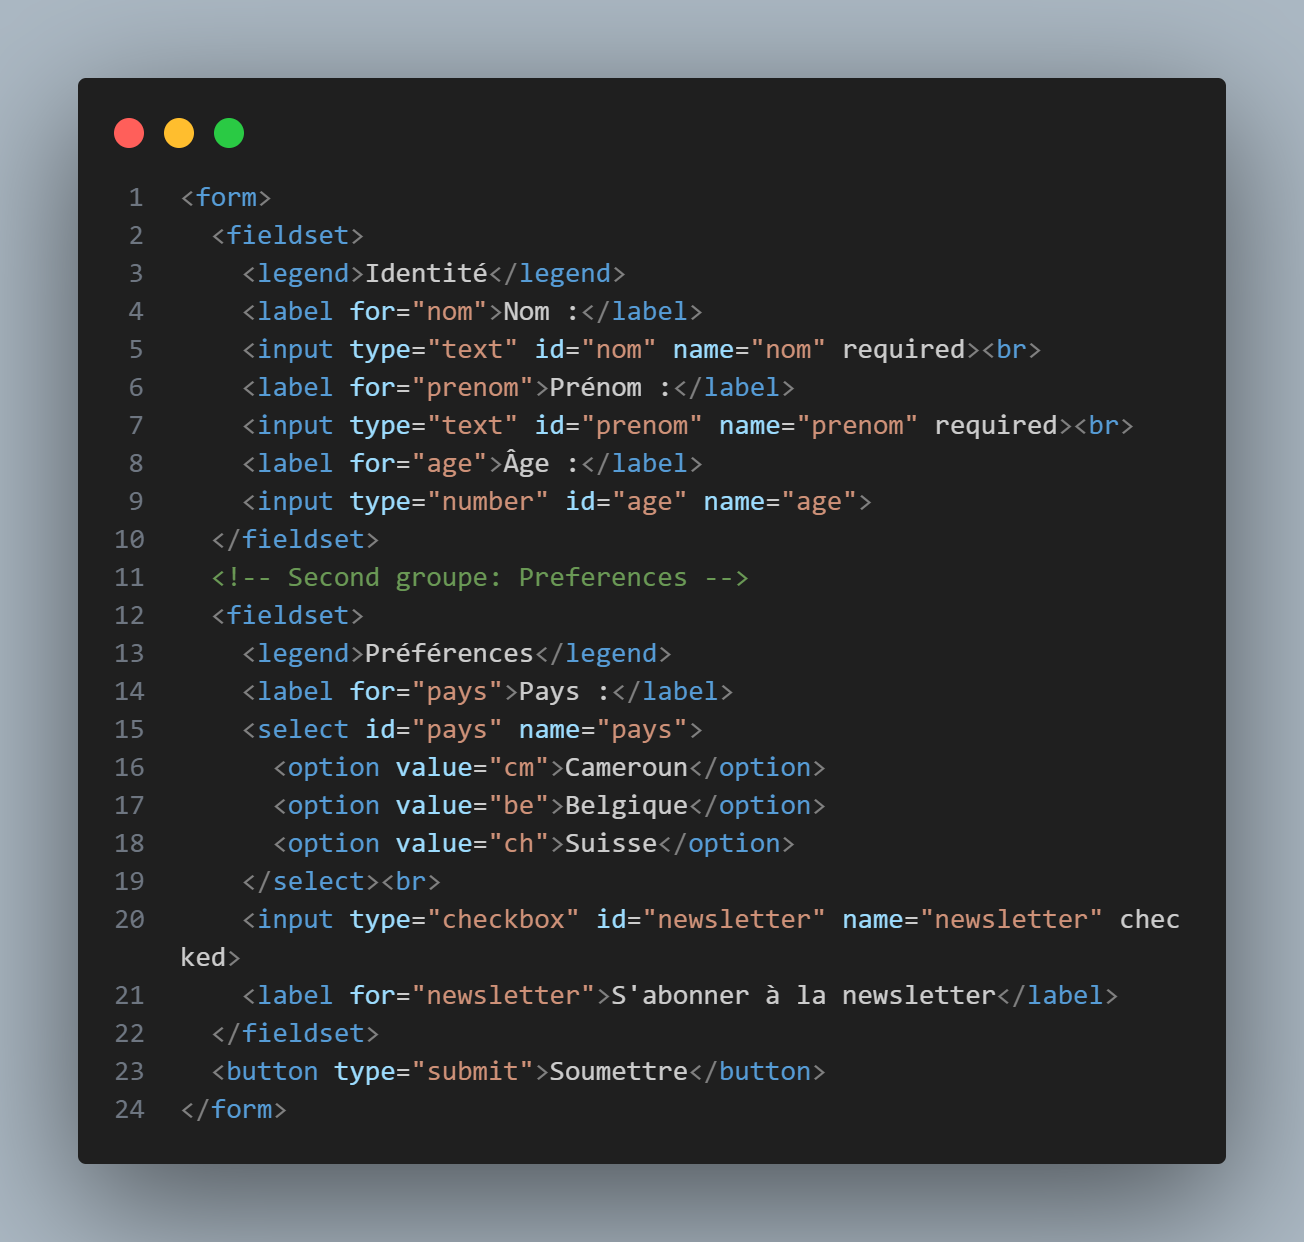 1 <form>
2   <fieldset>
3     <legend>Identité</legend>
4     <label for="nom">Nom :</label>
5     <input type="text" id="nom" name="nom" required><br>
6     <label for="prenom">Prénom :</label>
7     <input type="text" id="prenom" name="prenom" required><br>
8     <label for="age">Âge :</label>
9     <input type="number" id="age" name="age">
10   </fieldset>
11   <!-- Second groupe: Preferences -->
12   <fieldset>
13     <legend>Préférences</legend>
14     <label for="pays">Pays :</label>
15     <select id="pays" name="pays">
16       <option value="cm">Cameroun</option>
17       <option value="be">Belgique</option>
18       <option value="ch">Suisse</option>
19     </select><br>
20     <input type="checkbox" id="newsletter" name="newsletter" chec
ked>
21     <label for="newsletter">S'abonner à la newsletter</label>
22   </fieldset>
23   <button type="submit">Soumettre</button>
24 </form>